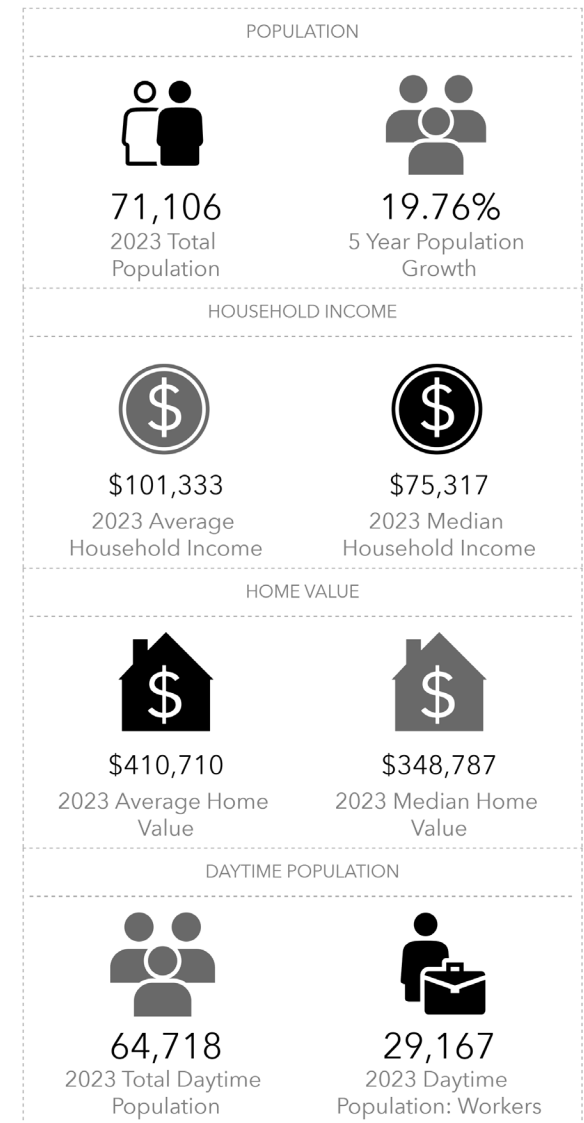 POPULATION
71,106
2023 Total
Population
19.76%
5 Year Population
Growth
HOUSEHOLD INCOME
$
$101,333
2023 Average
Household Income
$
$75,317
2023 Median
Household Income
HOME VALUE
$
$410,710
2023 Average Home
Value
$
$348,787
2023 Median Home
Value
DAYTIME POPULATION
64,718
2023 Total Daytime
Population
29,167
2023 Daytime
Population: Workers